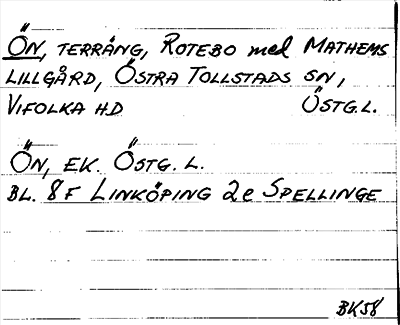 ÖN, TERRÄNG, ROTEBO med MATHEMS
LILLGÅRD, ÖSTRA TOLLSTADS SN,
VIFOLKA HD ÖSTG.L.
ÖN, EK. ÖSTG. L.
BL. 8F LINKÖPING 2e SPELLINGE
BK58